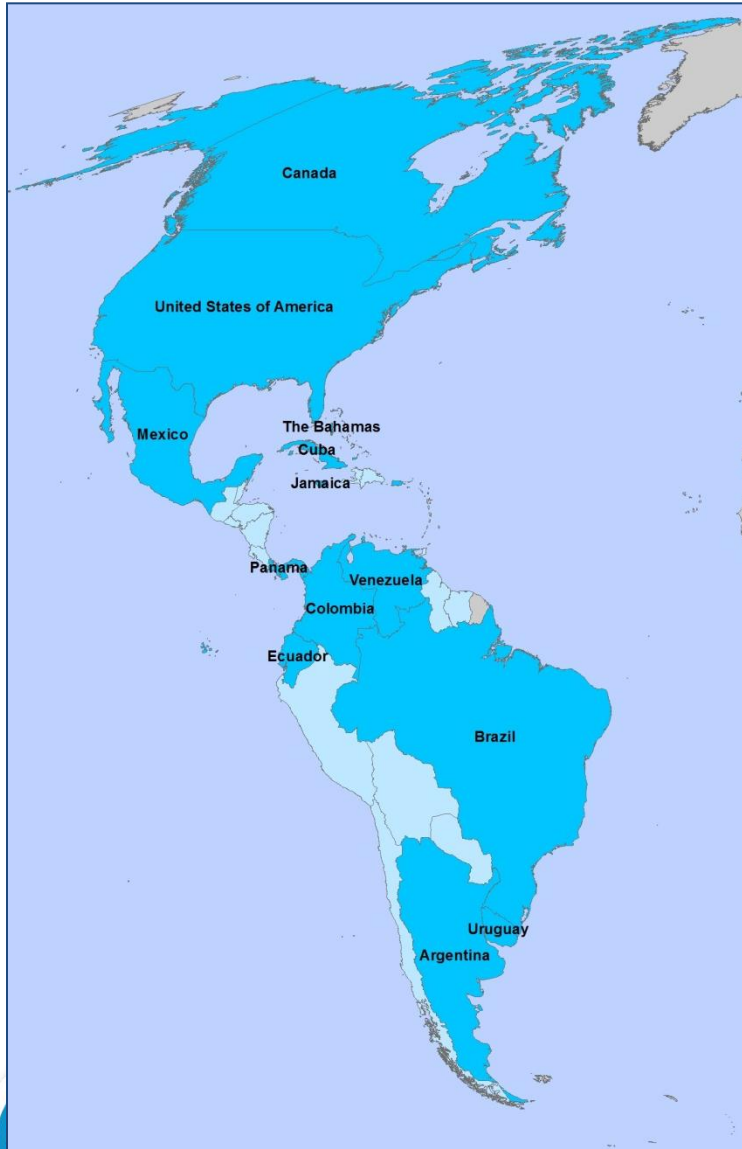 Canada
United States of America
Mexico
The Bahamas
Cuba
Jamaica
Panama
Venezuela
Colombia
Ecuador
Brazil
Uruguay
Argentina